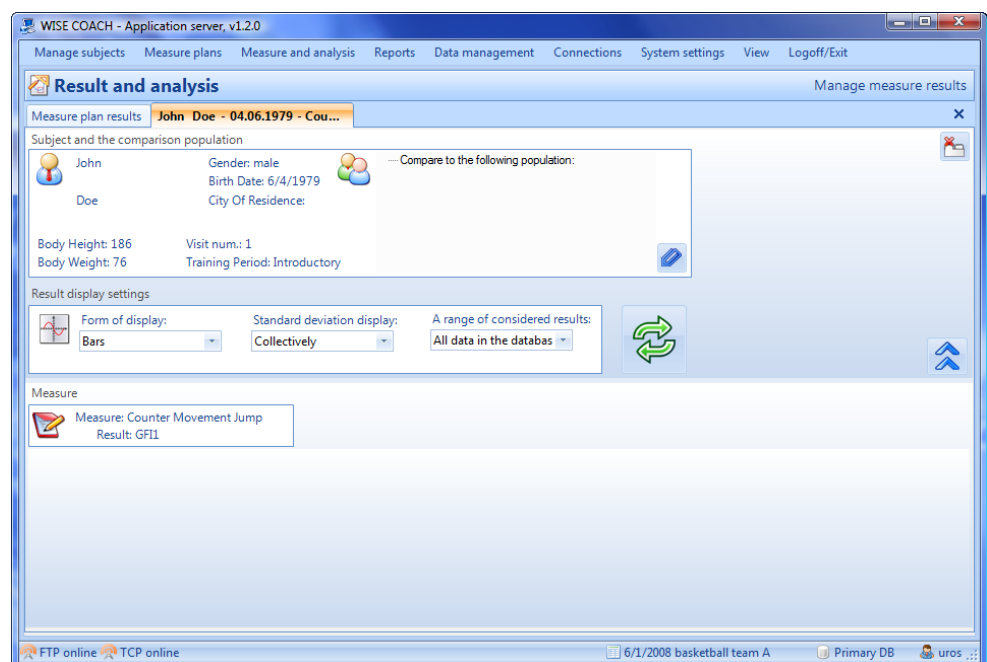 WISE COACH - Application server, v1.2.0
Manage subjects Measure plans Measure and analysis Reports Data management Connections System settings View Logoff/Exit
Result and analysis Manage measure results
Measure plan results John Doe - 04.06.1979 - Cou...
Subject and the comparison population
John Gender: male Compare to the following population:
Birth Date: 6/4/1979
Doe City Of Residence:
Body Height: 186 Visit num.: 1
Body Weight: 76 Training Period: Introductory
Result display settings
Form of display: Standard deviation display: A range of considered results:
Bars Collectively All data in the databas
Measure
Measure: Counter Movement Jump
Result: GFI1
FTP online TCP online 6/1/2008 basketball team A Primary DB uros